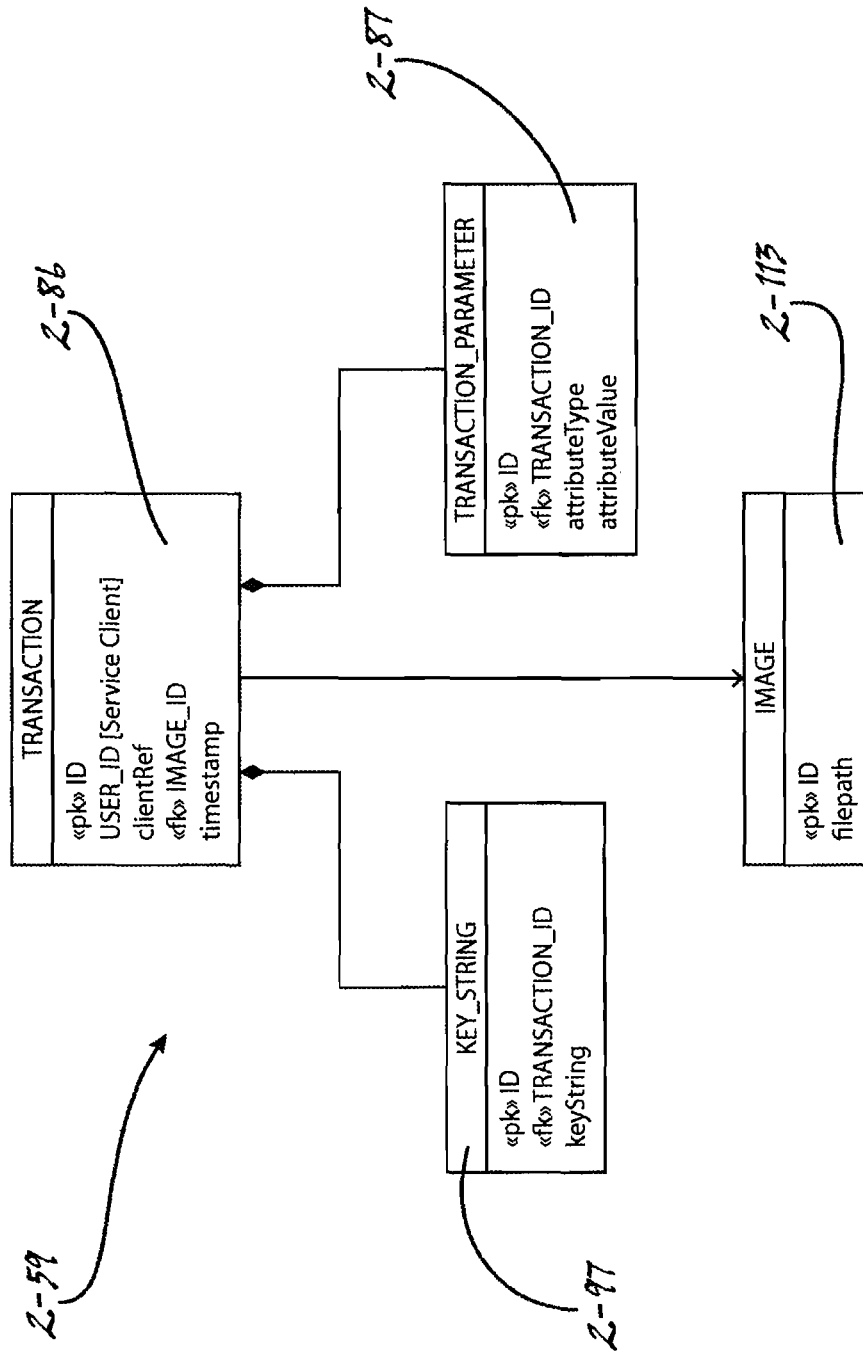 2-59
TRANSACTION
«pk» ID
USER_ID [Service Client]
clientRef
«fk» IMAGE_ID
timestamp
2-86
KEY_STRING
«pk» ID
«fk» TRANSACTION_ID
keyString
2-97
TRANSACTION_PARAMETER
«pk» ID
«fk» TRANSACTION_ID
attributeType
attributeValue
2-87
IMAGE
«pk» ID
filepath
2-113